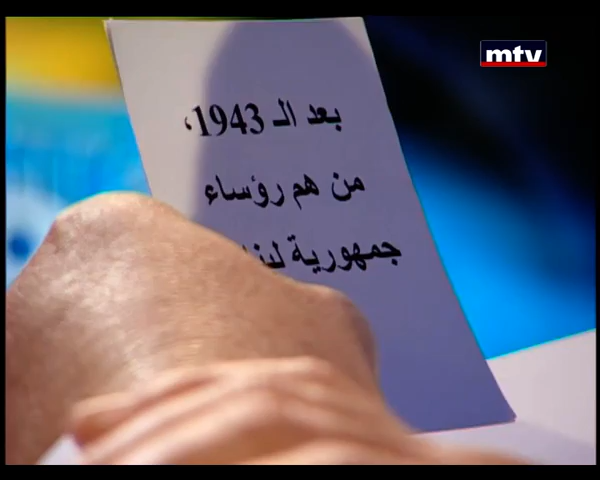 mtv
بعد الـ 1943،
من هم رؤساء
جمهورية